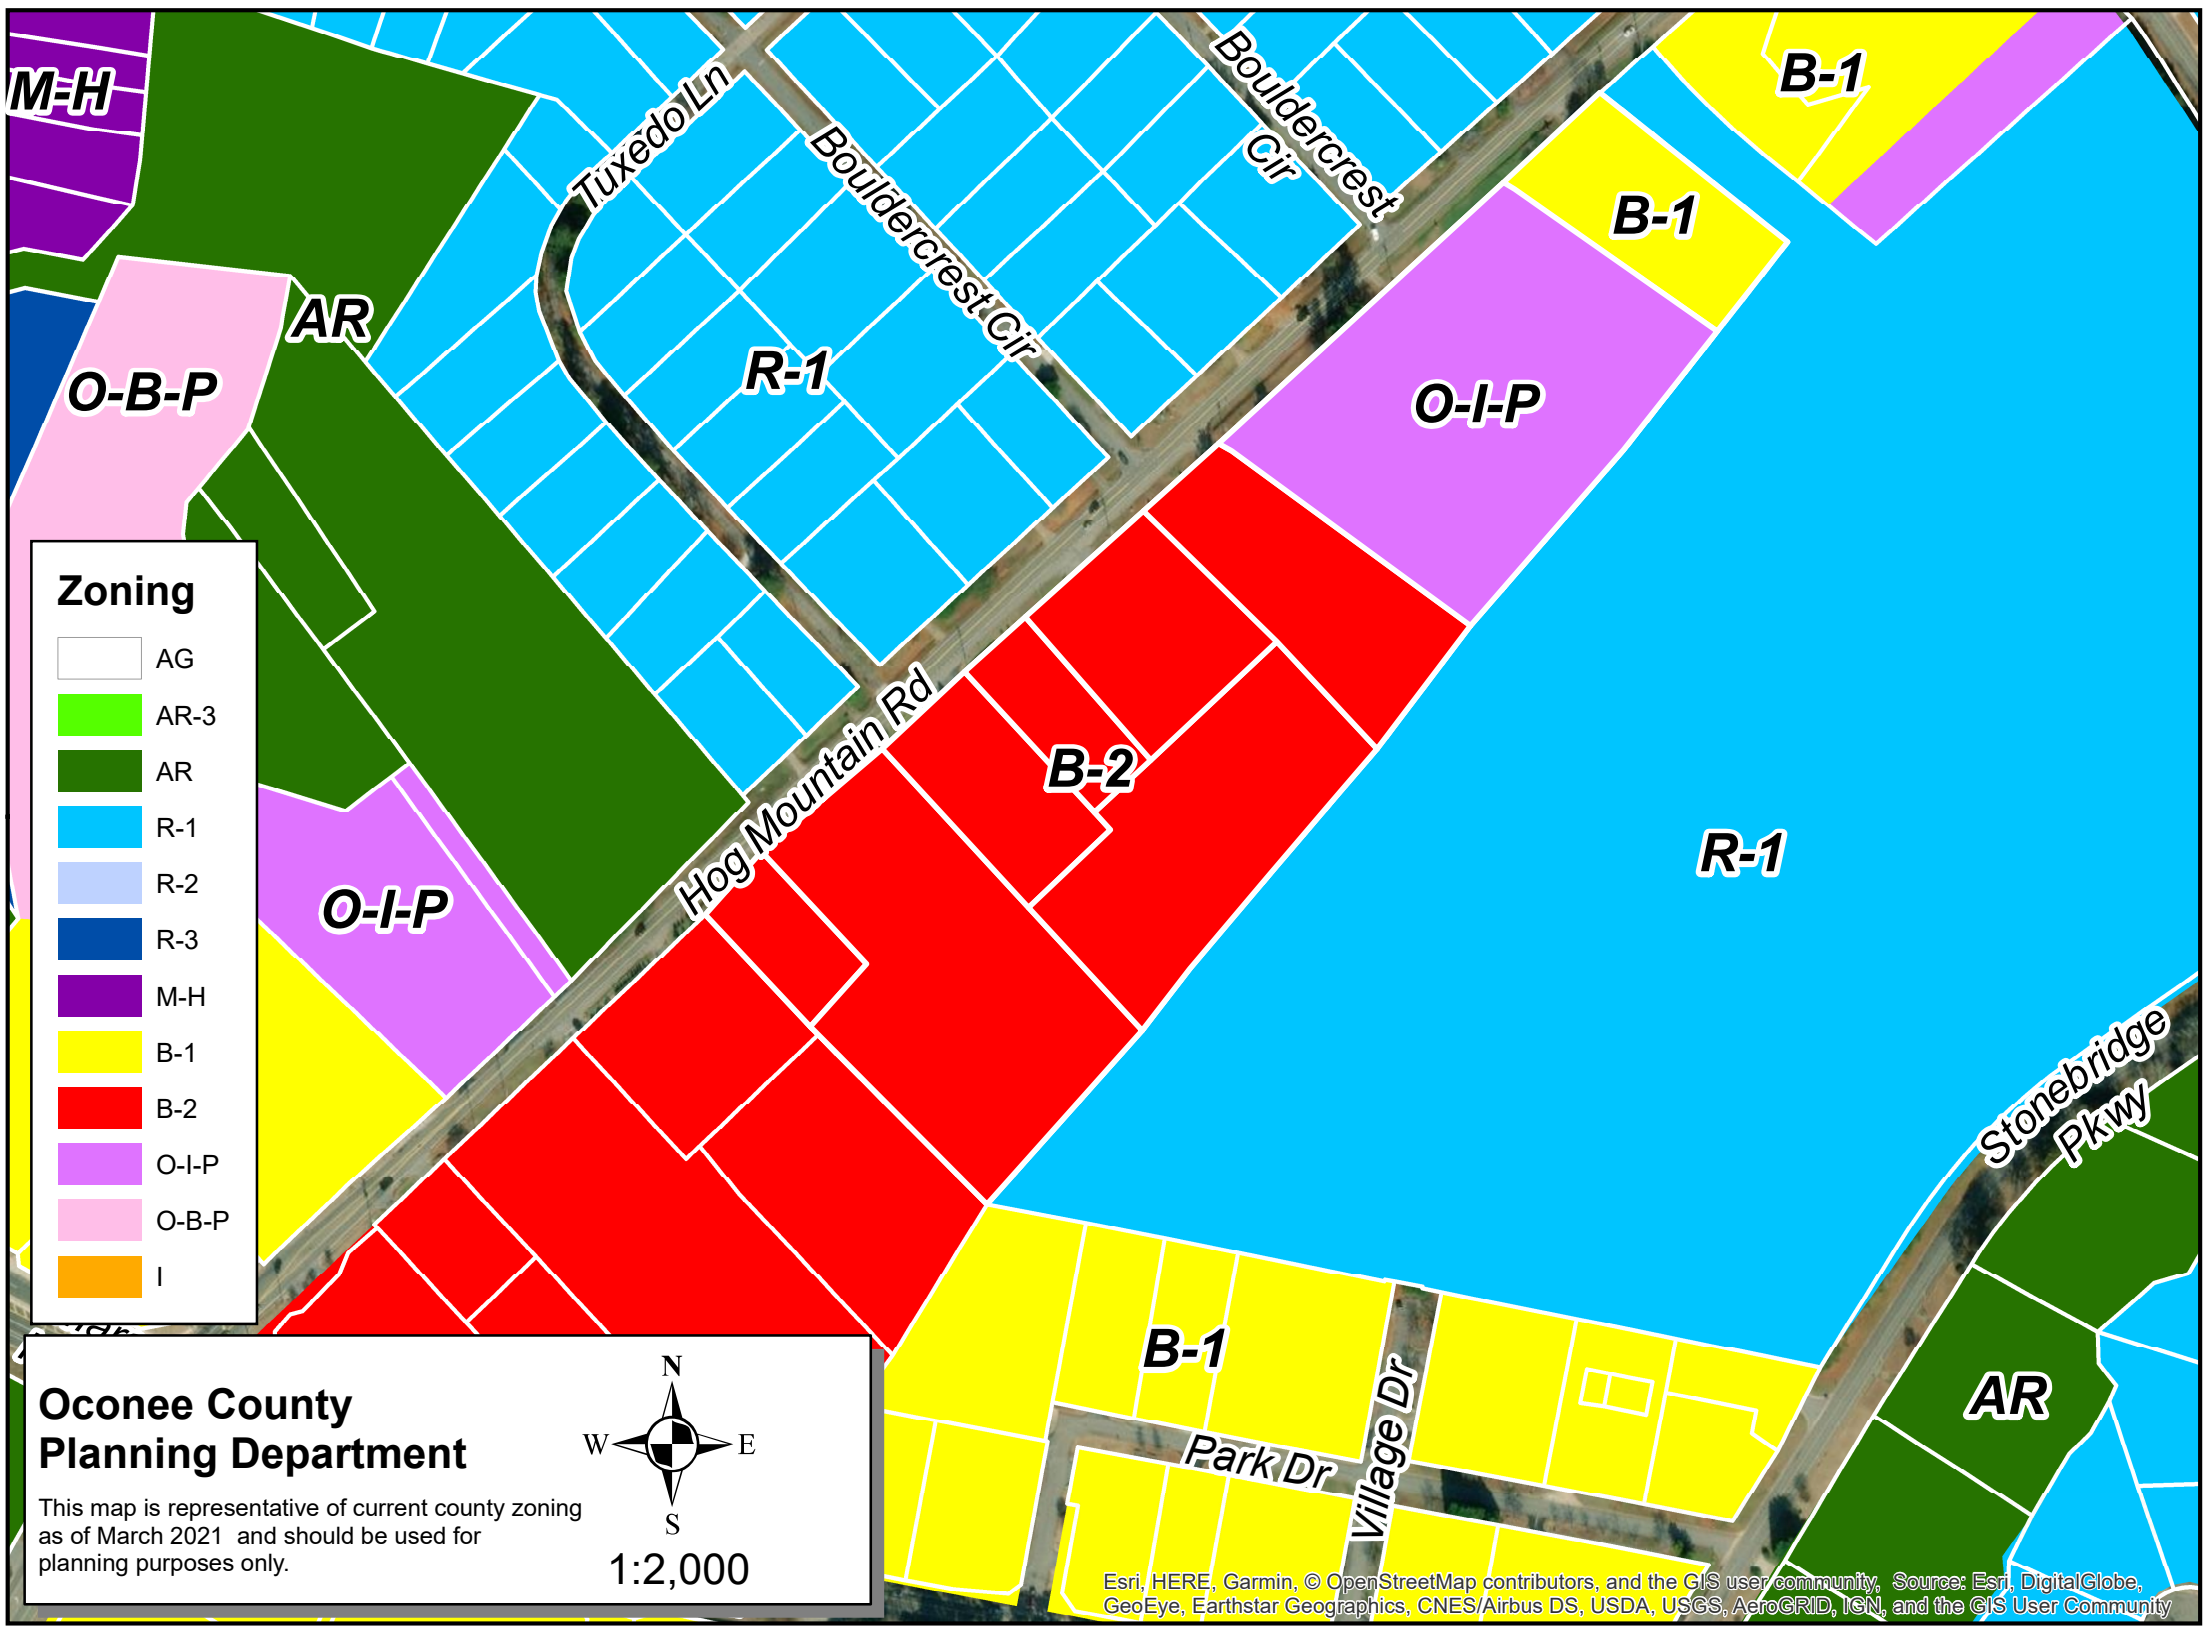 M-H
B-1
Bouldercrest
Cir
Tuxedo Ln
Bouldercrest Cir
B-1
AR
R-1
O-B-P
O-I-P
Zoning
AG
AR-3
AR
R-1
R-2
R-3
M-H
B-1
B-2
O-I-P
O-B-P
I
Hog Mountain Rd
B-2
R-1
O-I-P
Stonebridge
Pkwy
B-1
Village Dr
Park Dr
AR
Oconee County
Planning Department
This map is representative of current county zoning
as of March 2021 and should be used for
planning purposes only.
N
W
E
S
1:2,000
Esri, HERE, Garmin, © OpenStreetMap contributors, and the GIS user community, Source: Esri, DigitalGlobe,
GeoEye, Earthstar Geographics, CNES/Airbus DS, USDA, USGS, AeroGRID, IGN, and the GIS User Community